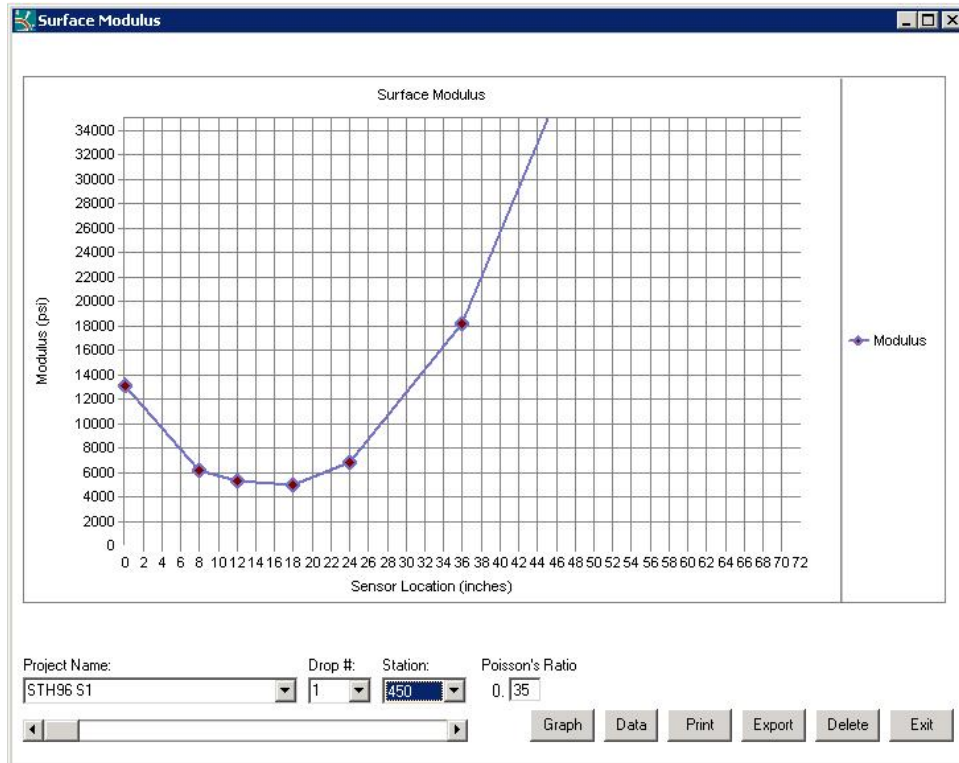 Surface Modulus
Surface Modulus
34000
32000
30000
28000
26000
24000
22000
20000
18000
16000
14000
12000
10000
8000
6000
4000
2000
0
Modulus (psi)
Modulus
0 2 4 6 8 10 12 14 16 18 20 22 24 26 28 30 32 34 36 38 40 42 44 46 48 50 52 54 56 58 60 62 64 66 68 70 72
Sensor Location (inches)
Project Name: Drop #: Station: Poisson's Ratio
STH96 S1 1 450 0. 35
Graph Data Print Export Delete Exit